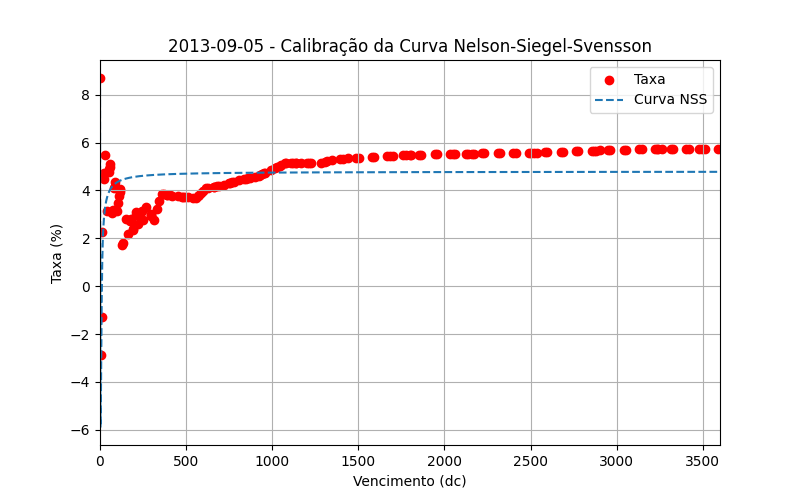 2013-09-05 - Calibração da Curva Nelson-Siegel-Svensson
Taxa
Curva NSS
Taxa (%)
8
6
4
2
0
−2
−4
−6
0 500 1000 1500 2000 2500 3000 3500
Vencimento (dc)